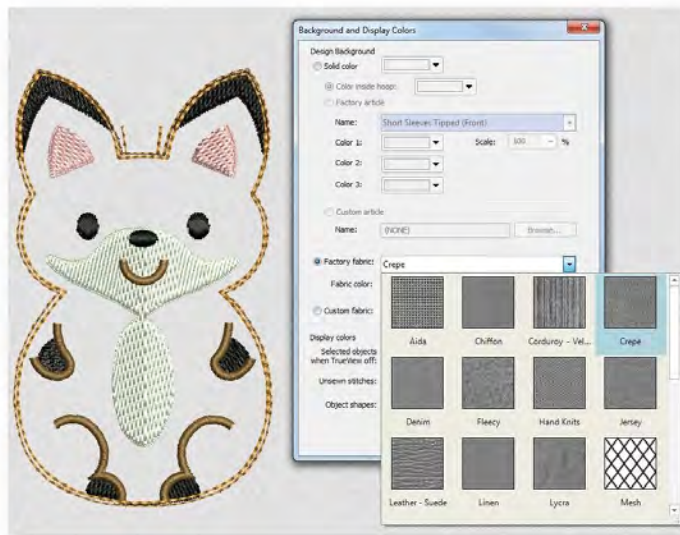 Background and Display Colors
Design Background
Solid color
Color inside hoop:
Factory article
Name: Short Sleeves Tipped (Front)
Color 1: Scale: 100 %
Color 2:
Color 3:
Custom article
Name: (NONE) Browse...
Factory fabric: Crepe
Fabric color:
Custom fabric:
Display colors
Selected objects
when TrueView off:
Unsewn stitches:
Object shapes:
Aida Chiffon Corduroy - Vel... Crepe
Denim Fleecy Hand Knits Jersey
Leather - Suede Linen Lycra Mesh